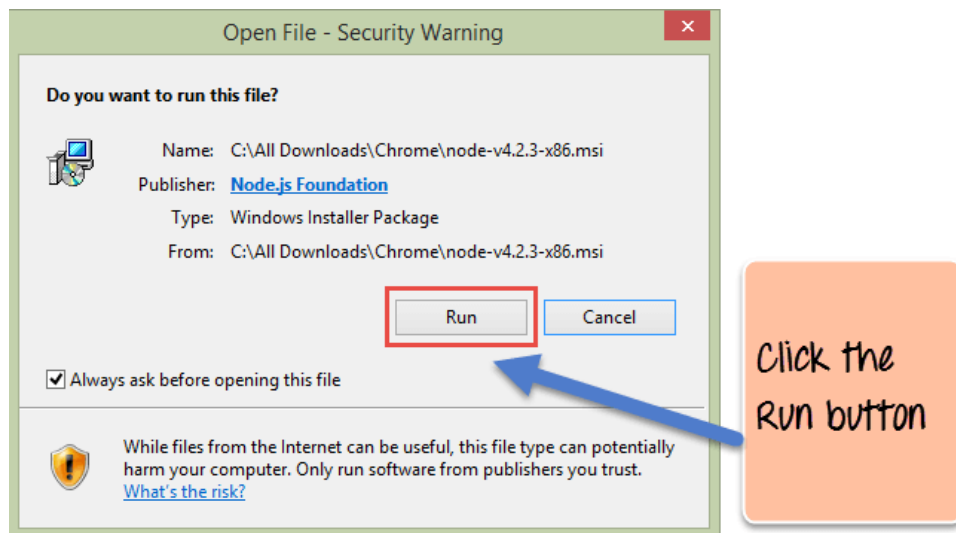 Open File - Security Warning
Do you want to run this file?
Name: C:\All Downloads\Chrome\node-v4.2.3-x86.msi
Publisher: Node.js Foundation
Type: Windows Installer Package
From: C:\All Downloads\Chrome\node-v4.2.3-x86.msi
Run Cancel
Always ask before opening this file
While files from the Internet can be useful, this file type can potentially
harm your computer. Only run software from publishers you trust.
What's the risk?
Click the
Run button